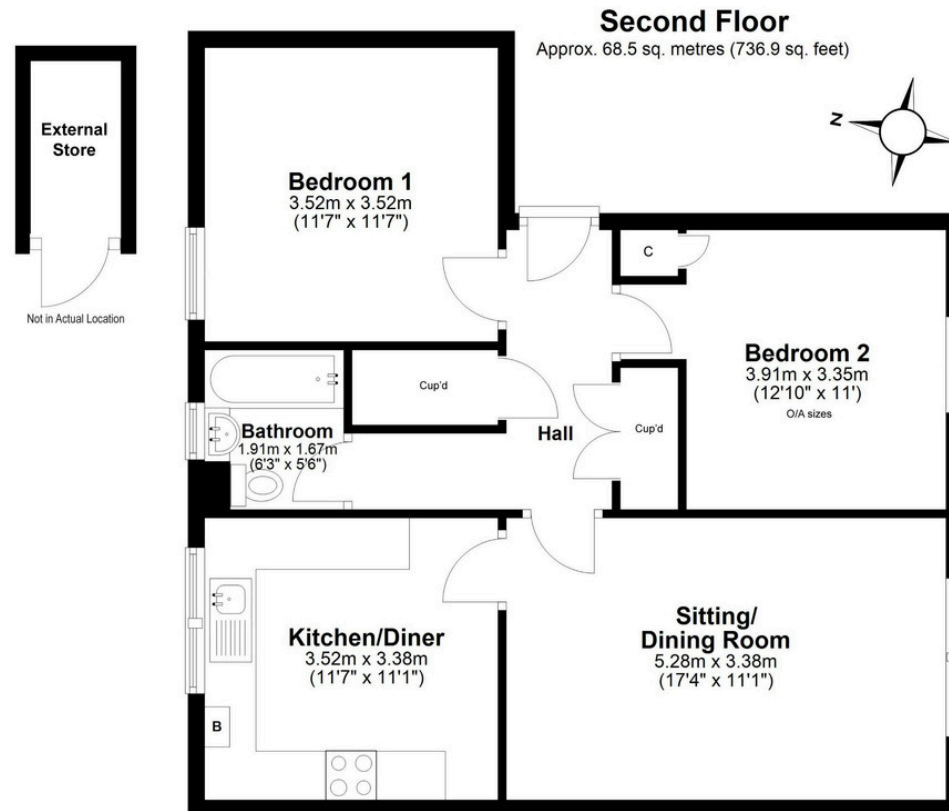 Second Floor
Approx. 68.5 sq. metres (736.9 sq. feet)
N
External
Store
Not in Actual Location
Bedroom 1
3.52m x 3.52m
(11'7" x 11'7")
C
Bedroom 2
3.91m x 3.35m
(12'10" x 11')
O/A sizes
Cup'd
Hall
Cup'd
Bathroom
1.91m x 1.67m
(6'3" x 5'6")
Kitchen/Diner
3.52m x 3.38m
(11'7" x 11'1")
B
Sitting/
Dining Room
5.28m x 3.38m
(17'4" x 11'1")